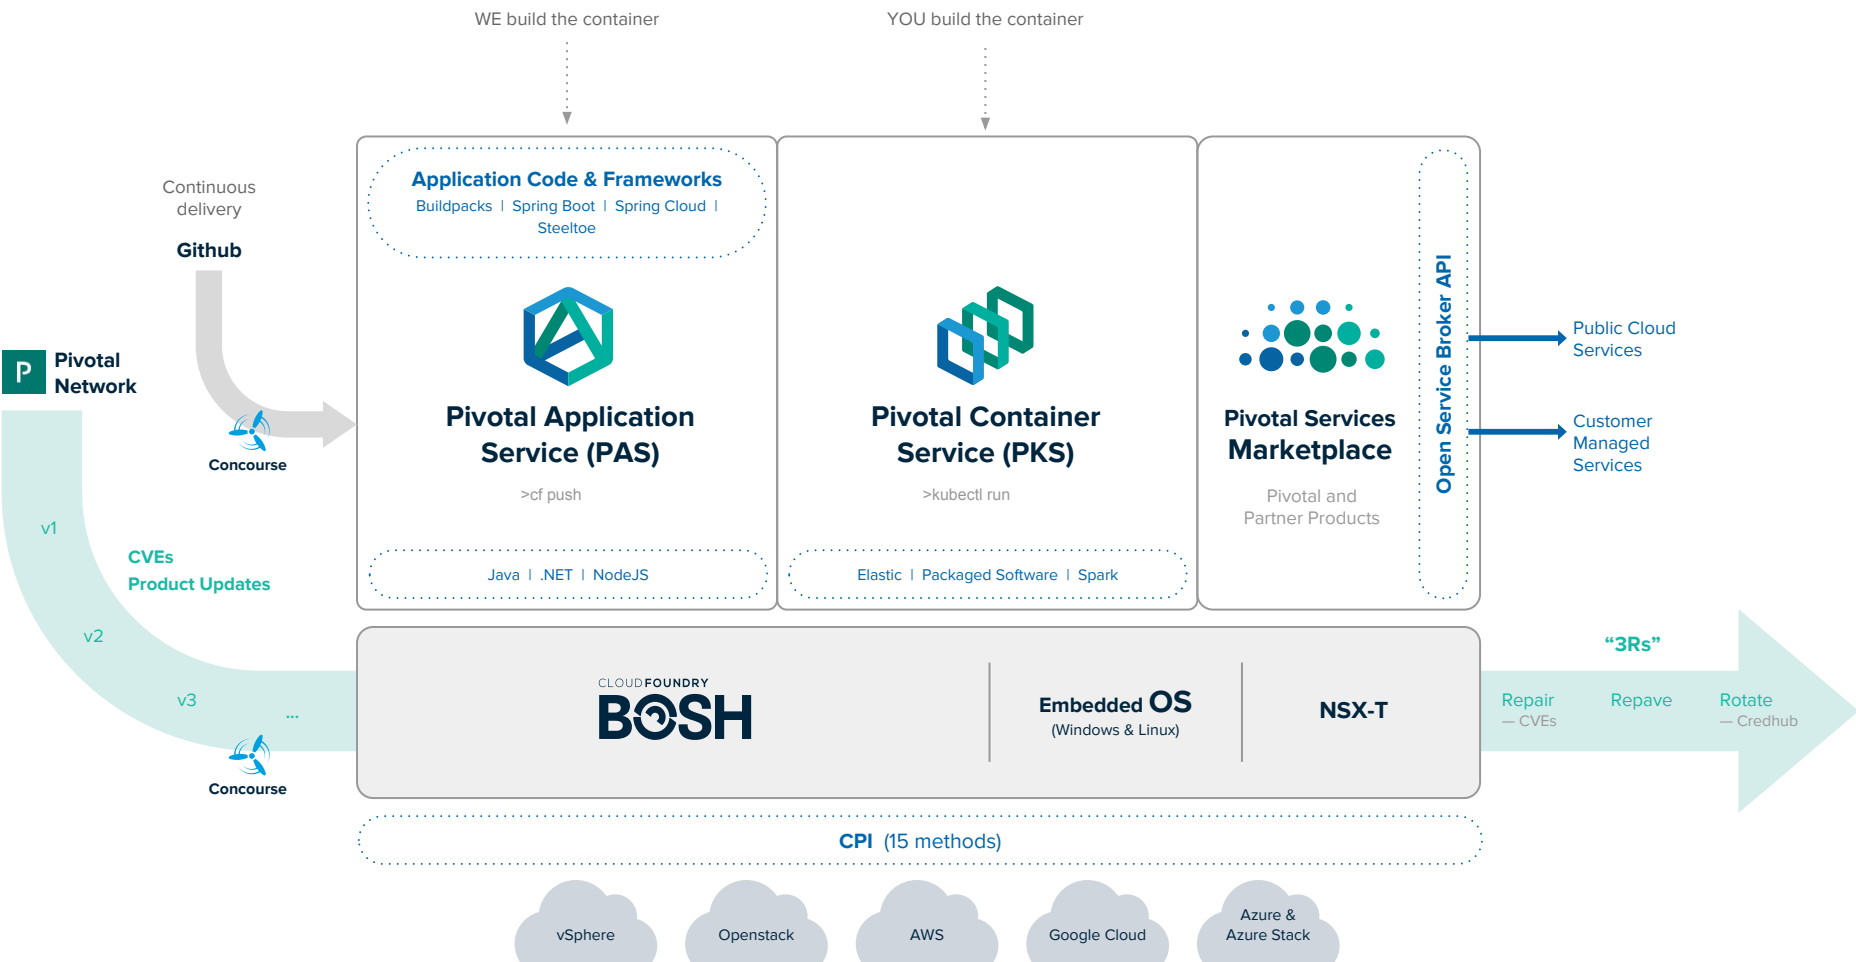 WE build the container
YOU build the container
Continuous
delivery
Github
Concourse
P
Pivotal
Network
v1
v2
v3
...
CVEs
Product Updates
Concourse
Application Code & Frameworks
Buildpacks | Spring Boot | Spring Cloud |
Steeltoe
Pivotal Application
Service (PAS)
>cf push
Java | .NET | NodeJS
Pivotal Container
Service (PKS)
>kubectl run
Elastic | Packaged Software | Spark
Pivotal Services
Marketplace
Pivotal and
Partner Products
Open Service Broker API
Public Cloud
Services
Customer
Managed
Services
CLOUDFOUNDRY
BOSH
Embedded OS
(Windows & Linux)
NSX-T
“3Rs”
Repair
— CVEs
Repave
Rotate
— Credhub
CPI (15 methods)
vSphere
Openstack
AWS
Google Cloud
Azure &
Azure Stack